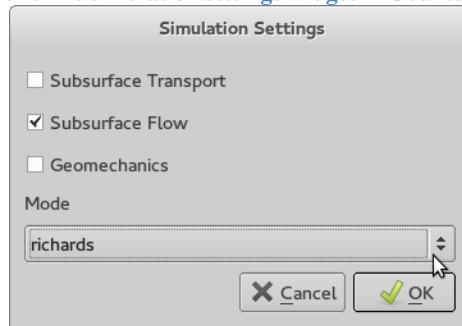 Simulation Settings
Subsurface Transport
Subsurface Flow
Geomechanics
Mode
richards
Cancel
OK